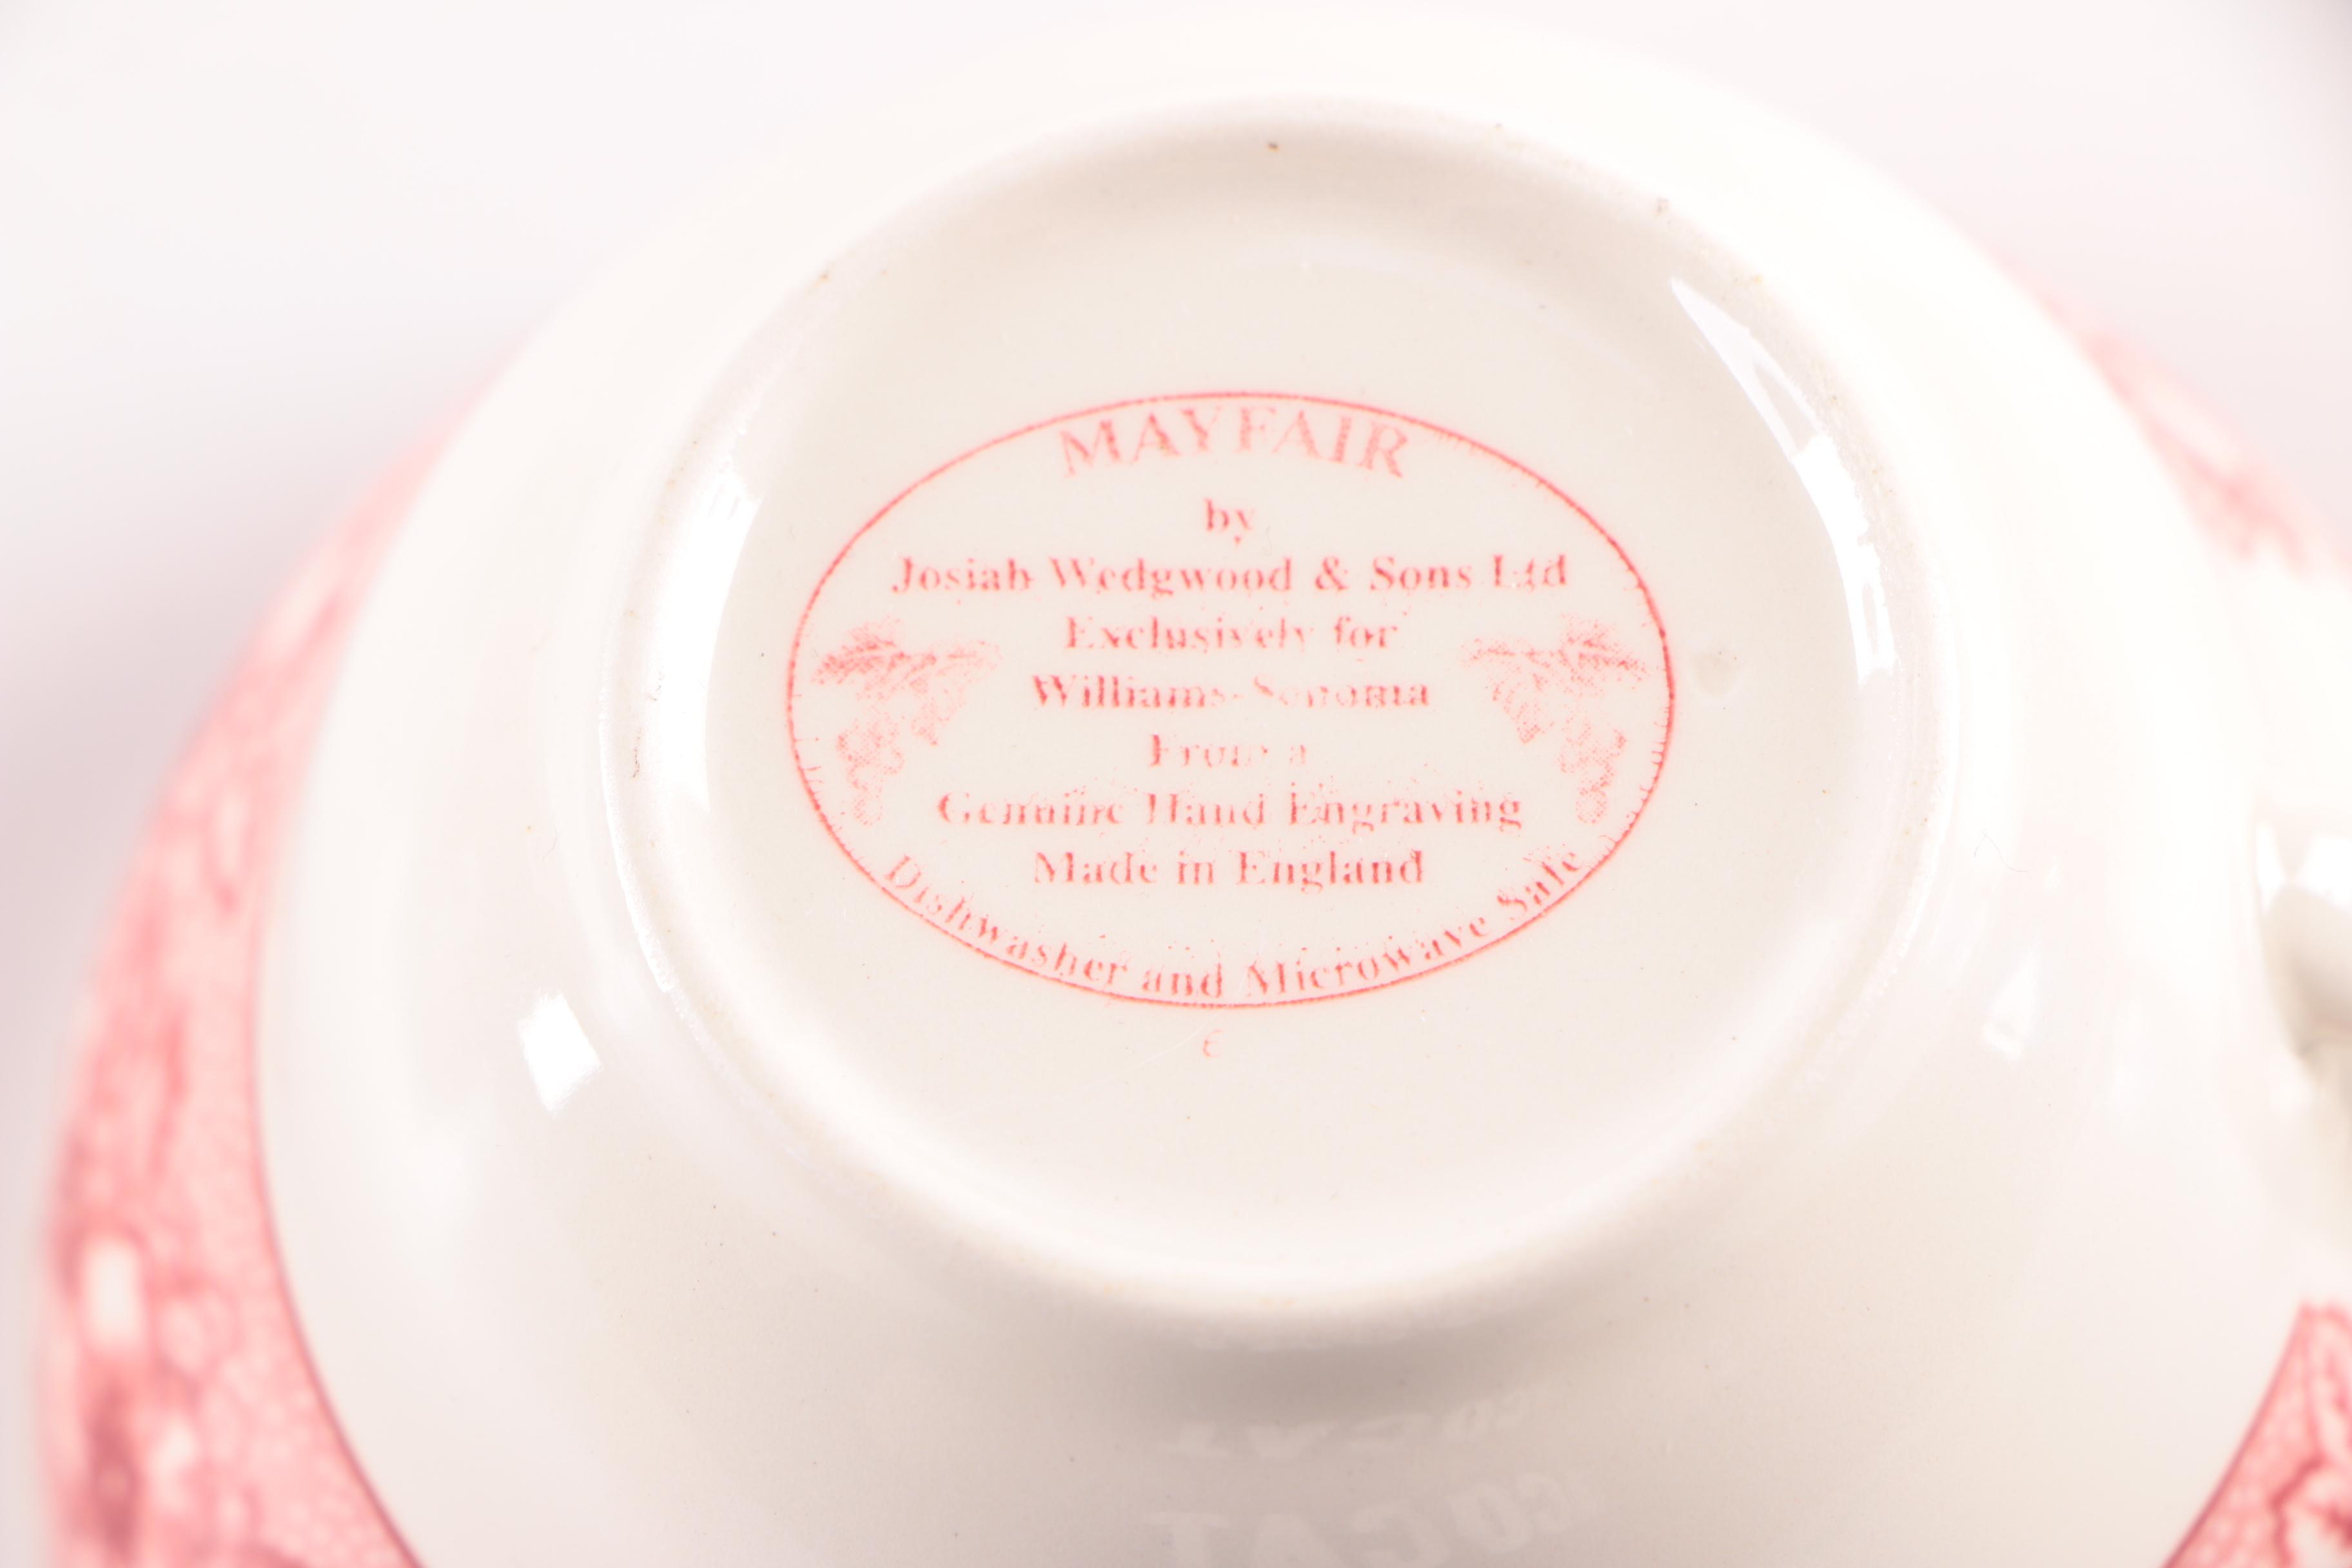 MAYFAIR
by
Josiah Wedgwood & Sons Ltd
Exclusively for
Williams-Sonoma
From a
Genuine Hand Engraving
Made in England
Dishwasher and Microwave Safe